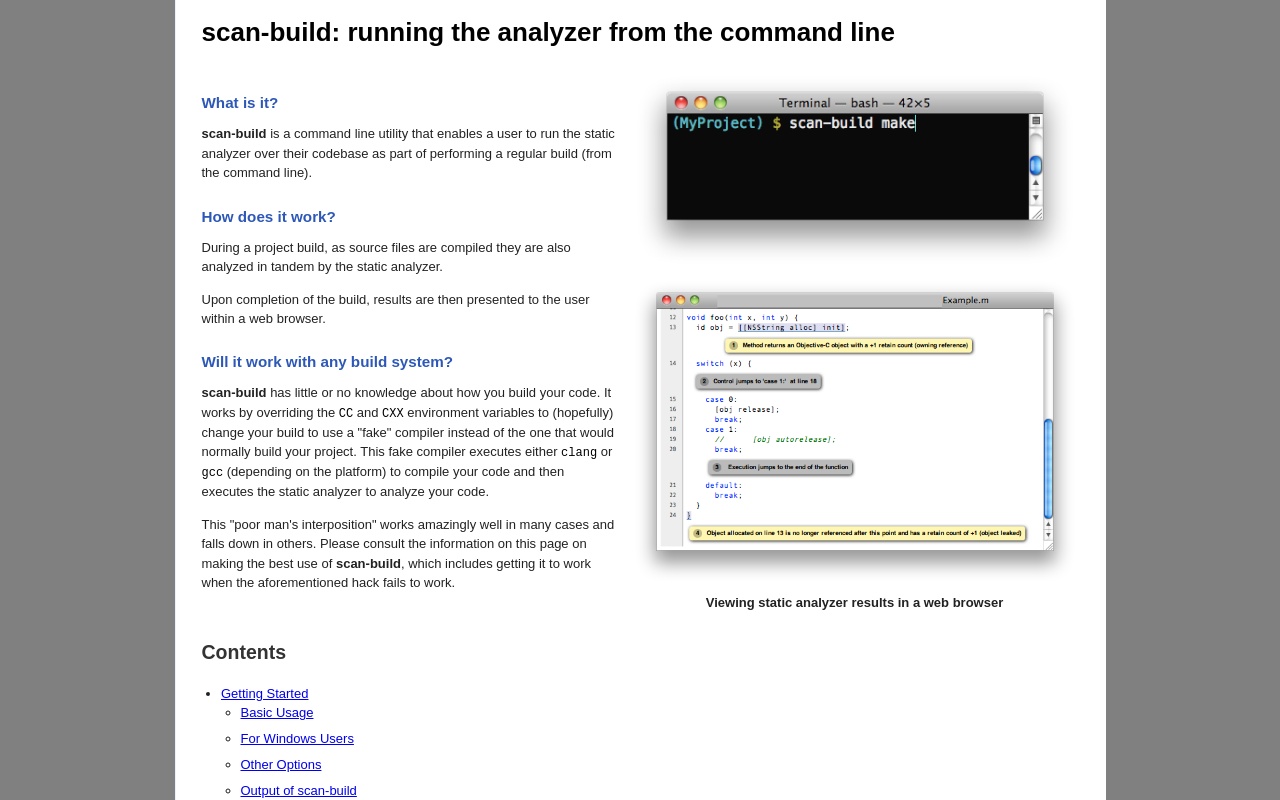 scan-build: running the analyzer from the command line
What is it?
scan-build is a command line utility that enables a user to run the static
analyzer over their codebase as part of performing a regular build (from
the command line).
How does it work?
During a project build, as source files are compiled they are also
analyzed in tandem by the static analyzer.
Upon completion of the build, results are then presented to the user
within a web browser.
Will it work with any build system?
scan-build has little or no knowledge about how you build your code. It
works by overriding the CC and CXX environment variables to (hopefully)
change your build to use a "fake" compiler instead of the one that would
normally build your project. This fake compiler executes either clang or
gcc (depending on the platform) to compile your code and then
executes the static analyzer to analyze your code.
This "poor man's interposition" works amazingly well in many cases and
falls down in others. Please consult the information on this page on
making the best use of scan-build, which includes getting it to work
when the aforementioned hack fails to work.
Terminal — bash — 42×5
(MyProject) $ scan-build make
Example.m
12 void foo(int x, int y) {
13 id obj = [[NSString alloc] init];
1 Method returns an Objective-C object with a +1 retain count (owning reference)
14 switch (x) {
2 Control jumps to 'case 1:' at line 18
15 case 0:
16 [obj release];
17 break;
18 case 1:
19 // [obj autorelease];
20 break;
3 Execution jumps to the end of the function
21 default:
22 break;
23 }
24 }
4 Object allocated on line 13 is no longer referenced after this point and has a retain count of +1 (object leaked)
Viewing static analyzer results in a web browser
Contents
Getting Started
Basic Usage
For Windows Users
Other Options
Output of scan-build